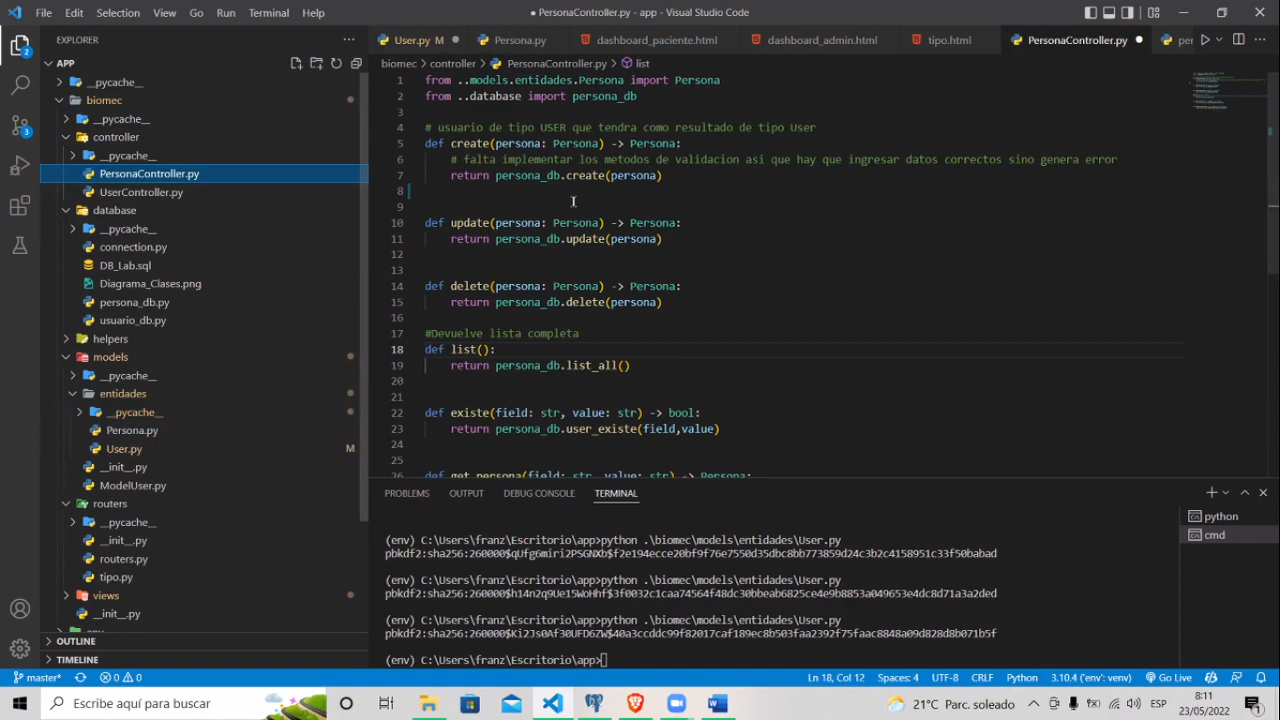 File Edit Selection View Go Run Terminal Help
● PersonaController.py - app - Visual Studio Code
EXPLORER
APP
__pycache__
biomec
__pycache__
controller
__pycache__
PersonaController.py
UserController.py
database
__pycache__
connection.py
DB_Lab.sql
Diagrama_Clases.png
persona_db.py
usuario_db.py
helpers
models
__pycache__
entidades
__pycache__
Persona.py
User.py M
__init__.py
ModelUser.py
routers
__pycache__
__init__.py
routers.py
tipo.py
views
__init__.py
OUTLINE
TIMELINE
2
3
User.py M Persona.py dashboard_paciente.html dashboard_admin.html tipo.html PersonaController.py
biomec > controller > PersonaController.py > list
1 from ..models.entidades.Persona import Persona
2 from ..database import persona_db
3
4 # usuario de tipo USER que tendra como resultado de tipo User
5 def create(persona: Persona) -> Persona:
6 # falta implementar los metodos de validacion asi que hay que ingresar datos correctos sino genera error
7 return persona_db.create(persona)
8
9
10 def update(persona: Persona) -> Persona:
11 return persona_db.update(persona)
12
13
14 def delete(persona: Persona) -> Persona:
15 return persona_db.delete(persona)
16
17 #Devuelve lista completa
18 def list():
19 return persona_db.list_all()
20
21
22 def existe(field: str, value: str) -> bool:
23 return persona_db.user_existe(field,value)
24
25
26 def get_persona(field: str, value: str) -> Persona:
PROBLEMS OUTPUT DEBUG CONSOLE TERMINAL
python
cmd
(env) C:\Users\franz\Escritorio\app>python .\biomec\models\entidades\User.py
pbkdf2:sha256:260000$qUfg6miri2PSGNXb$f2e194ecce20bf9f76e7550d35dbc8bb773859d24c3b2c4158951c33f50babad
(env) C:\Users\franz\Escritorio\app>python .\biomec\models\entidades\User.py
pbkdf2:sha256:260000$h14n2q9Ue15WoHhf$3f0032c1caa74564f48dc30bbeab6825ce4e9b8853a049653e4dc8d71a3a2ded
(env) C:\Users\franz\Escritorio\app>python .\biomec\models\entidades\User.py
pbkdf2:sha256:260000$Ki2Js0Af30UFD6ZW$40a3ccddc99f82017caf189ec8b503faa2392f75faac8848a09d828d8b071b5f
(env) C:\Users\franz\Escritorio\app>
master* 0 0 Ln 18, Col 12 Spaces: 4 UTF-8 CRLF Python 3.10.4 ('env': venv) Go Live
Escribe aquí para buscar
21°C Parc. soleado ESP
8:11
23/05/2022
1